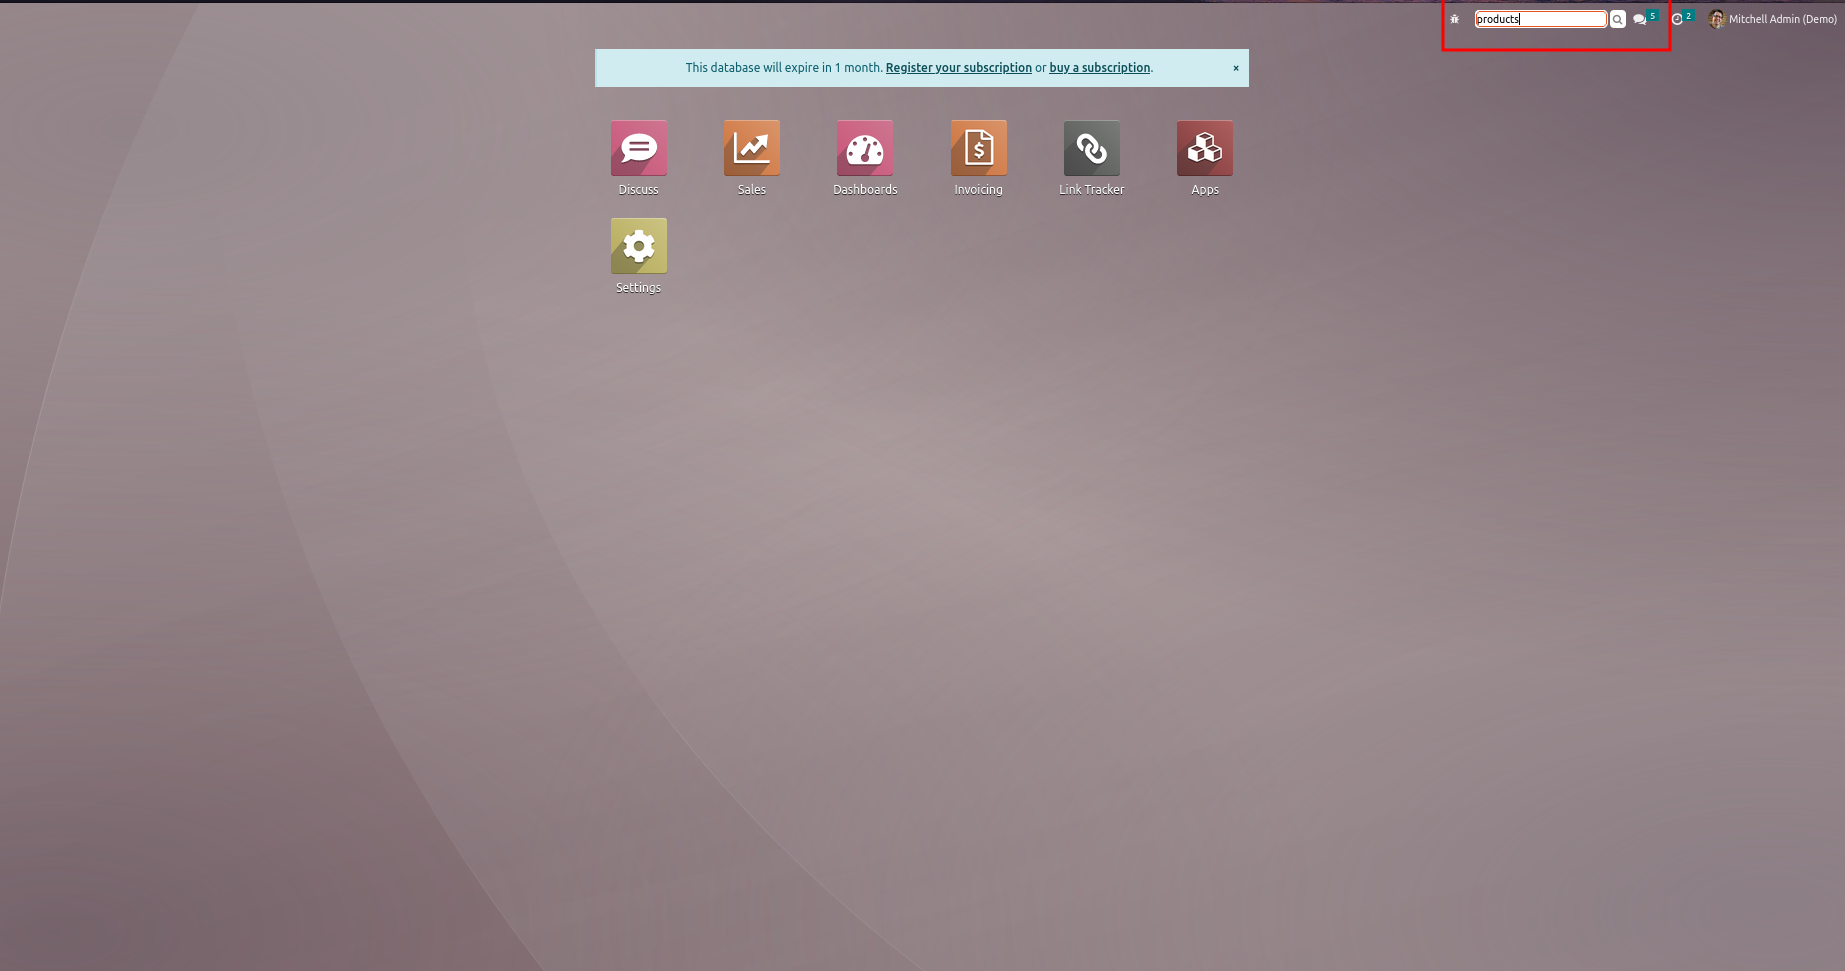 products
5
2
Mitchell Admin (Demo)
This database will expire in 1 month. Register your subscription or buy a subscription.
×
Discuss
Sales
Dashboards
Invoicing
Link Tracker
Apps
Settings